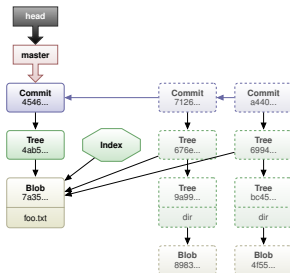 head
master
Commit
4546...
Commit
7126...
Commit
a440...
Tree
4ab5...
Index
Tree
676e...
Tree
6994...
Blob
7a35...
foo.txt
Tree
9a99...
dir
Tree
bc45...
dir
Blob
8983...
Blob
4f55...